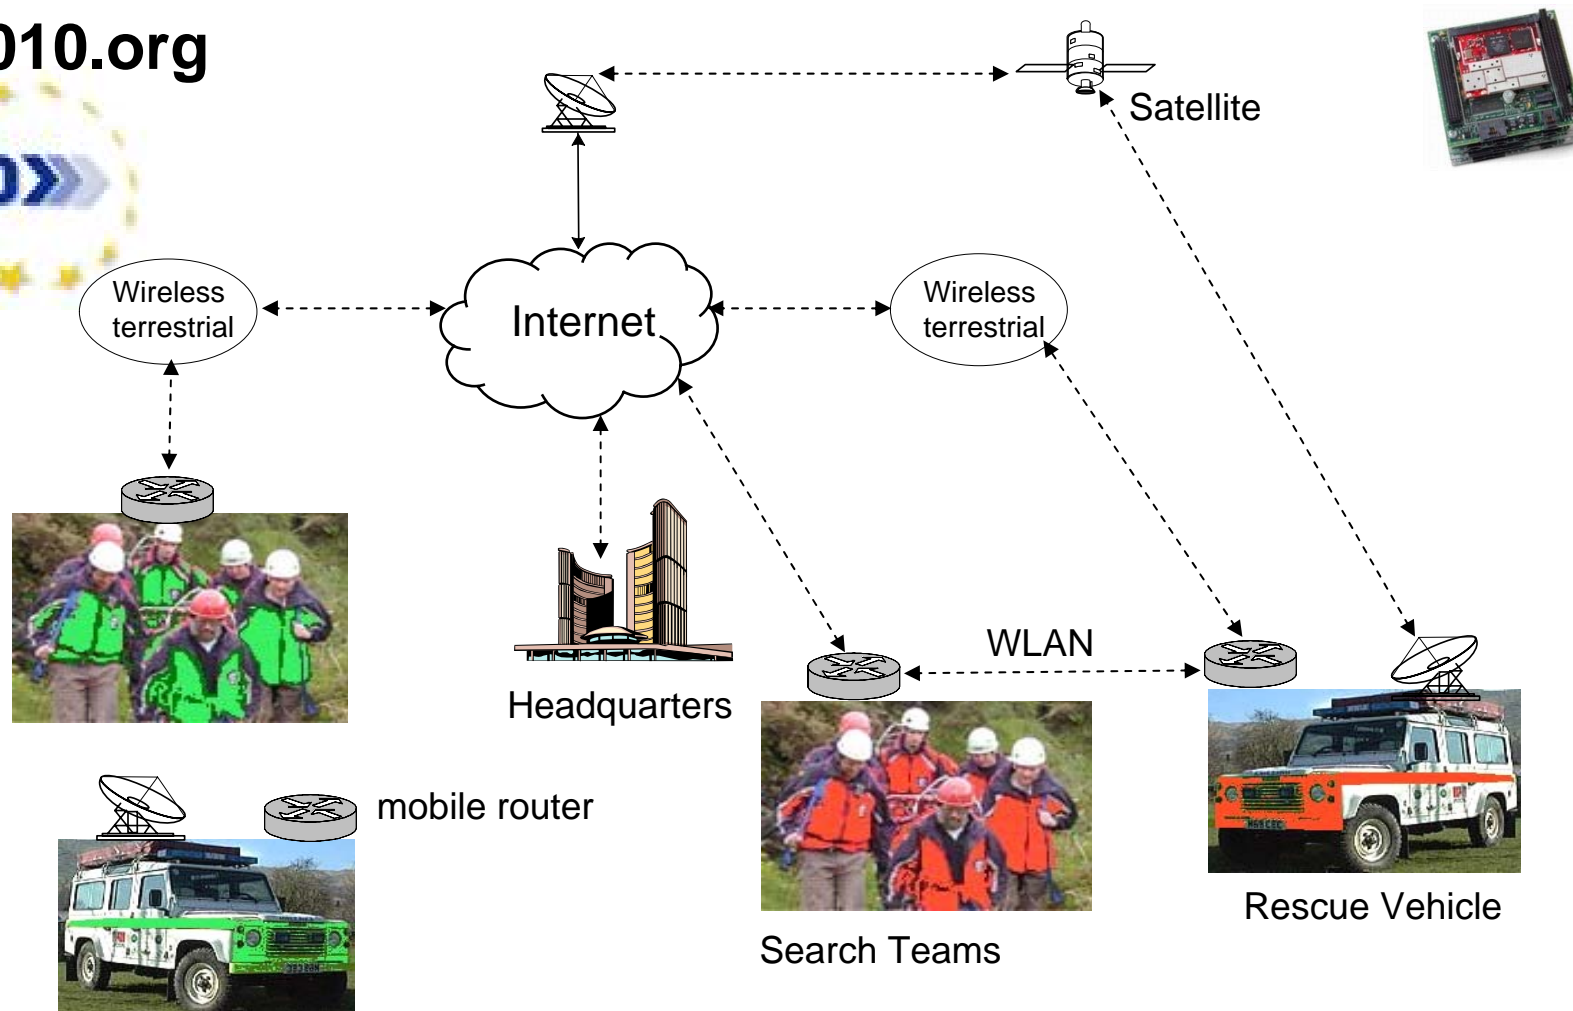 010.org
Satellite
Wireless
terrestrial
Internet
Wireless
terrestrial
WLAN
Headquarters
mobile router
Rescue Vehicle
Search Teams